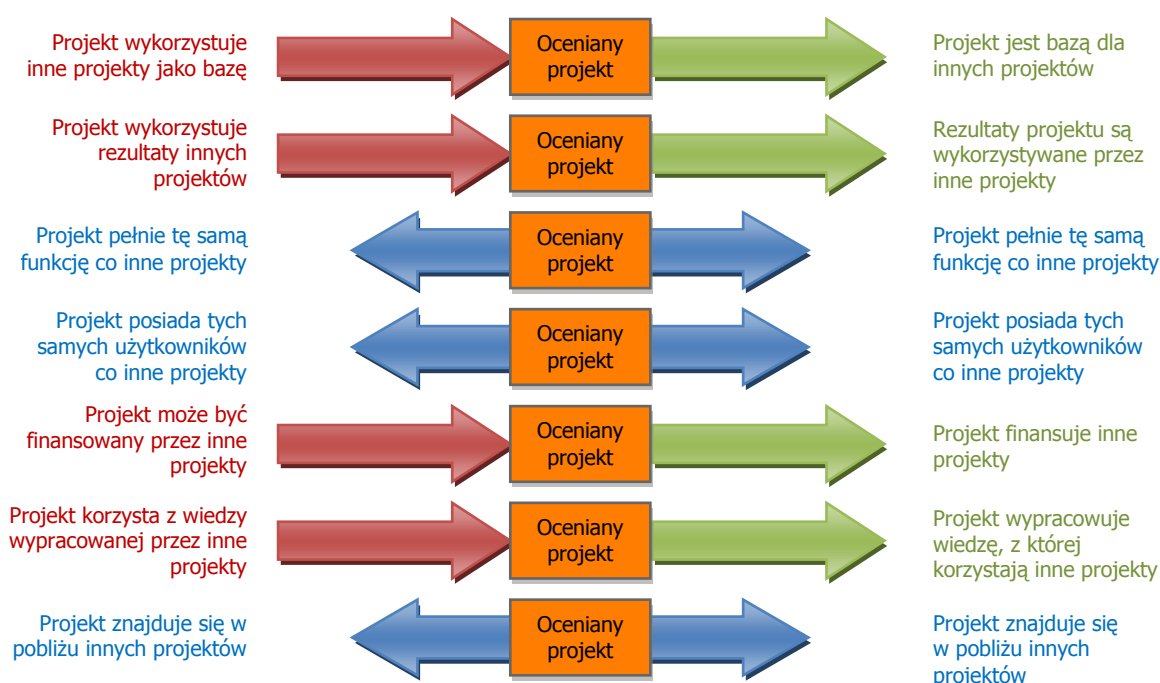 Projekt wykorzystuje
inne projekty jako bazę
Oceniany
projekt
Projekt jest bazą dla
innych projektów
Projekt wykorzystuje
rezultaty innych
projektów
Oceniany
projekt
Rezultaty projektu są
wykorzystywane przez
inne projekty
Projekt pełnie tę samą
funkcję co inne projekty
Oceniany
projekt
Projekt pełnie tę samą
funkcję co inne projekty
Projekt posiada tych
samych użytkowników
co inne projekty
Oceniany
projekt
Projekt posiada tych
samych użytkowników
co inne projekty
Projekt może być
finansowany przez inne
projekty
Oceniany
projekt
Projekt finansuje inne
projekty
Projekt korzysta z wiedzy
wypracowanej przez inne
projekty
Oceniany
projekt
Projekt wypracowuje
wiedzę, z której
korzystają inne projekty
Projekt znajduje się w
pobliżu innych projektów
Oceniany
projekt
Projekt znajduje się
w pobliżu innych
projektów